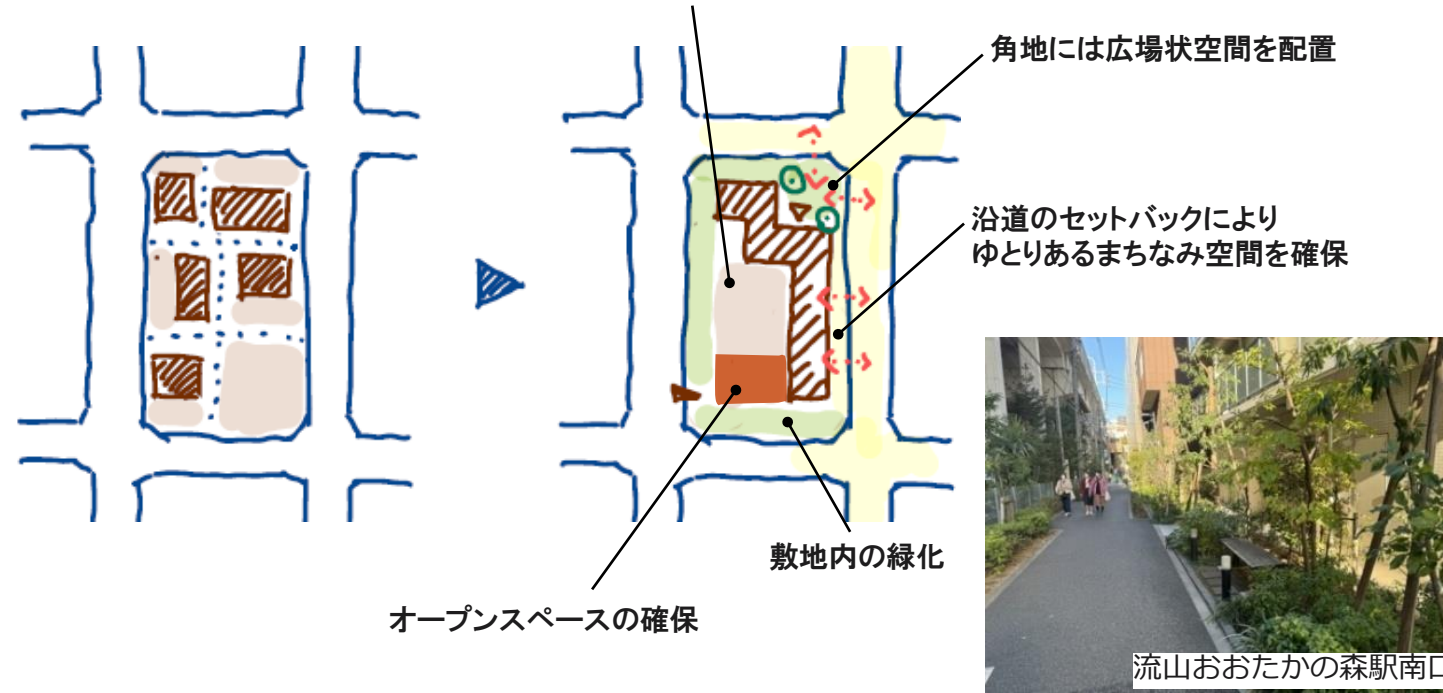 角地には広場状空間を配置
沿道のセットバックにより
ゆとりあるまちなみ空間を確保
敷地内の緑化
オープンスペースの確保
流山おおたかの森駅南口